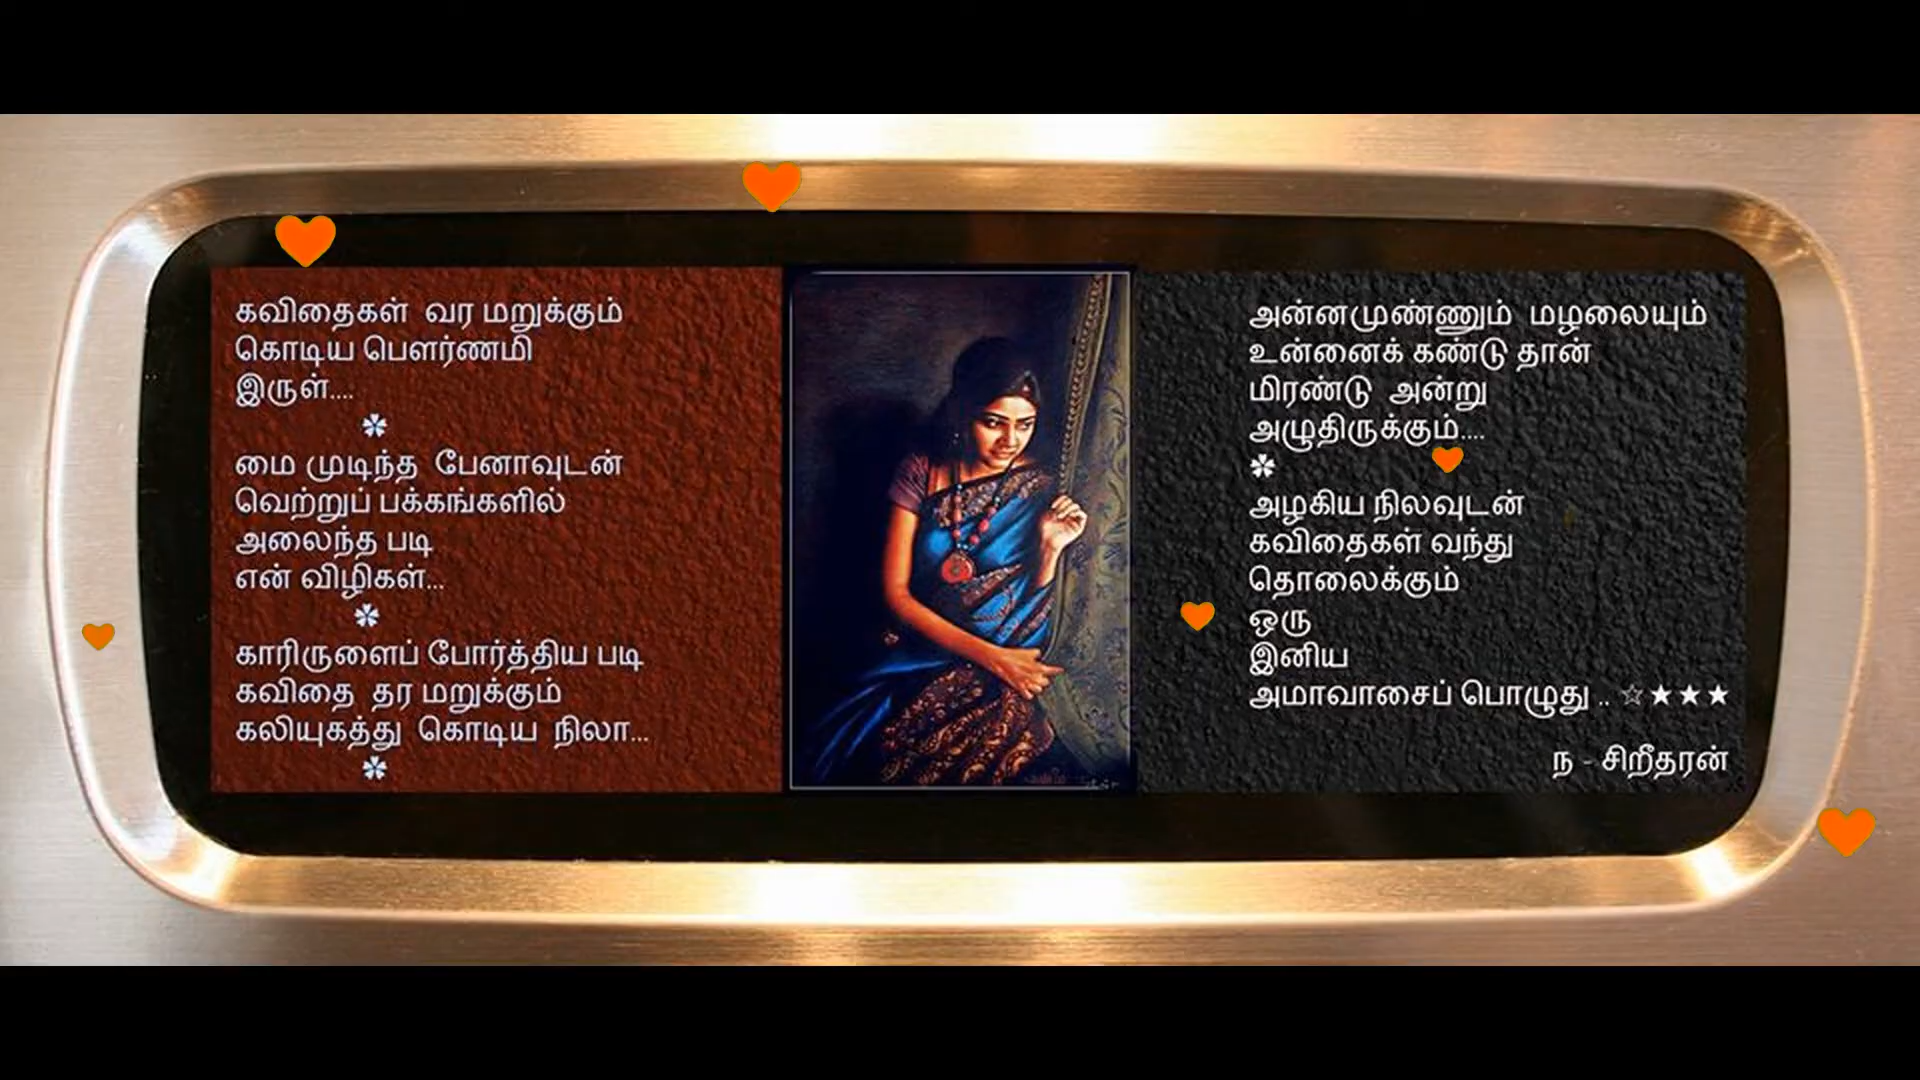 கவிதைகள் வர மறுக்கும்
கொடிய பௌர்ணமி
இருள்....
மை முடிந்த பேனாவுடன்
வெற்றுப் பக்கங்களில்
அலைந்த படி
என் விழிகள்...
காரிருளைப் போர்த்திய படி
கவிதை தர மறுக்கும்
கலியுகத்து கொடிய நிலா...
அன்னமுண்ணும் மழலையும்
உன்னைக் கண்டு தான்
மிரண்டு அன்று
அழுதிருக்கும்....
அழகிய நிலவுடன்
கவிதைகள் வந்து
தொலைக்கும்
ஒரு
இனிய
அமாவாசைப் பொழுது .. ☆★★★
ந - சிறீதரன்